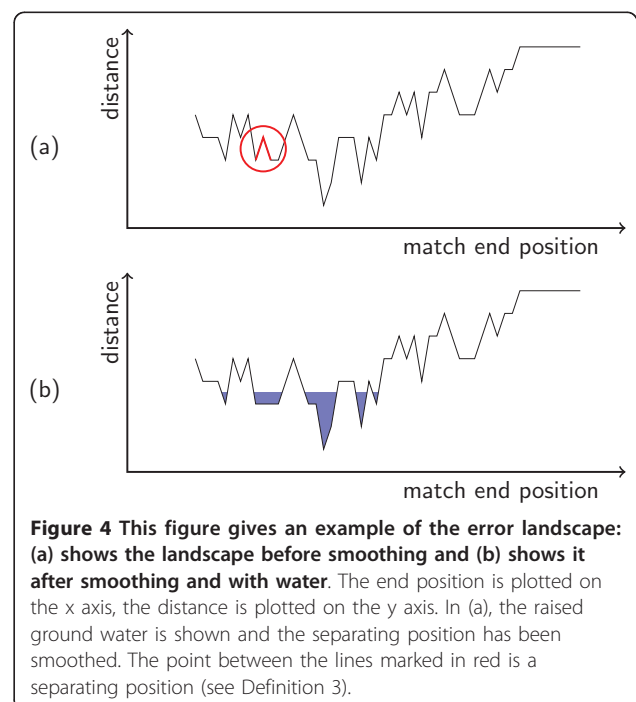 distance
(a)
match end position
distance
(b)
match end position
Figure 4 This figure gives an example of the error landscape:
(a) shows the landscape before smoothing and (b) shows it
after smoothing and with water. The end position is plotted on
the x axis, the distance is plotted on the y axis. In (a), the raised
ground water is shown and the separating position has been
smoothed. The point between the lines marked in red is a
separating position (see Definition 3).